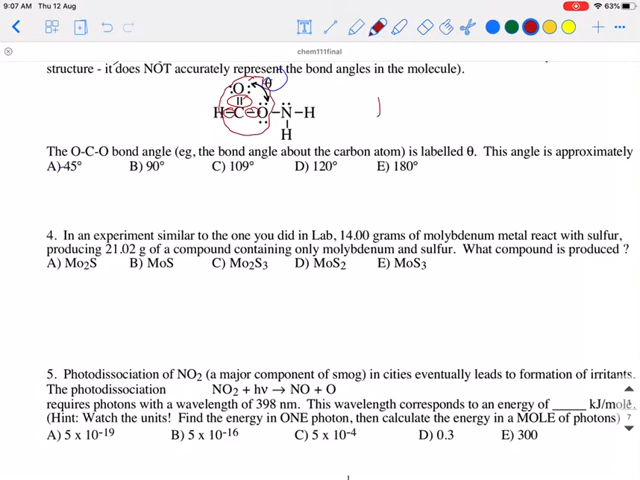 9:07 AM Thu 12 Aug
63%
chem111final
structure - it does NOT accurately represent the bond angles in the molecule).
:O: θ
H–C–O–N–H
H
The O-C-O bond angle (eg, the bond angle about the carbon atom) is labelled θ. This angle is approximately
A) 45° B) 90° C) 109° D) 120° E) 180°
4. In an experiment similar to the one you did in Lab, 14.00 grams of molybdenum metal react with sulfur,
producing 21.02 g of a compound containing only molybdenum and sulfur. What compound is produced ?
A) Mo₂S B) MoS C) Mo₂S₃ D) MoS₂ E) MoS₃
5. Photodissociation of NO₂ (a major component of smog) in cities eventually leads to formation of irritants.
The photodissociation NO₂ + hν → NO + O
requires photons with a wavelength of 398 nm. This wavelength corresponds to an energy of _____ kJ/mole.
(Hint: Watch the units! Find the energy in ONE photon, then calculate the energy in a MOLE of photons) ?
A) 5 x 10⁻¹⁹ B) 5 x 10⁻¹⁶ C) 5 x 10⁻⁴ D) 0.3 E) 300